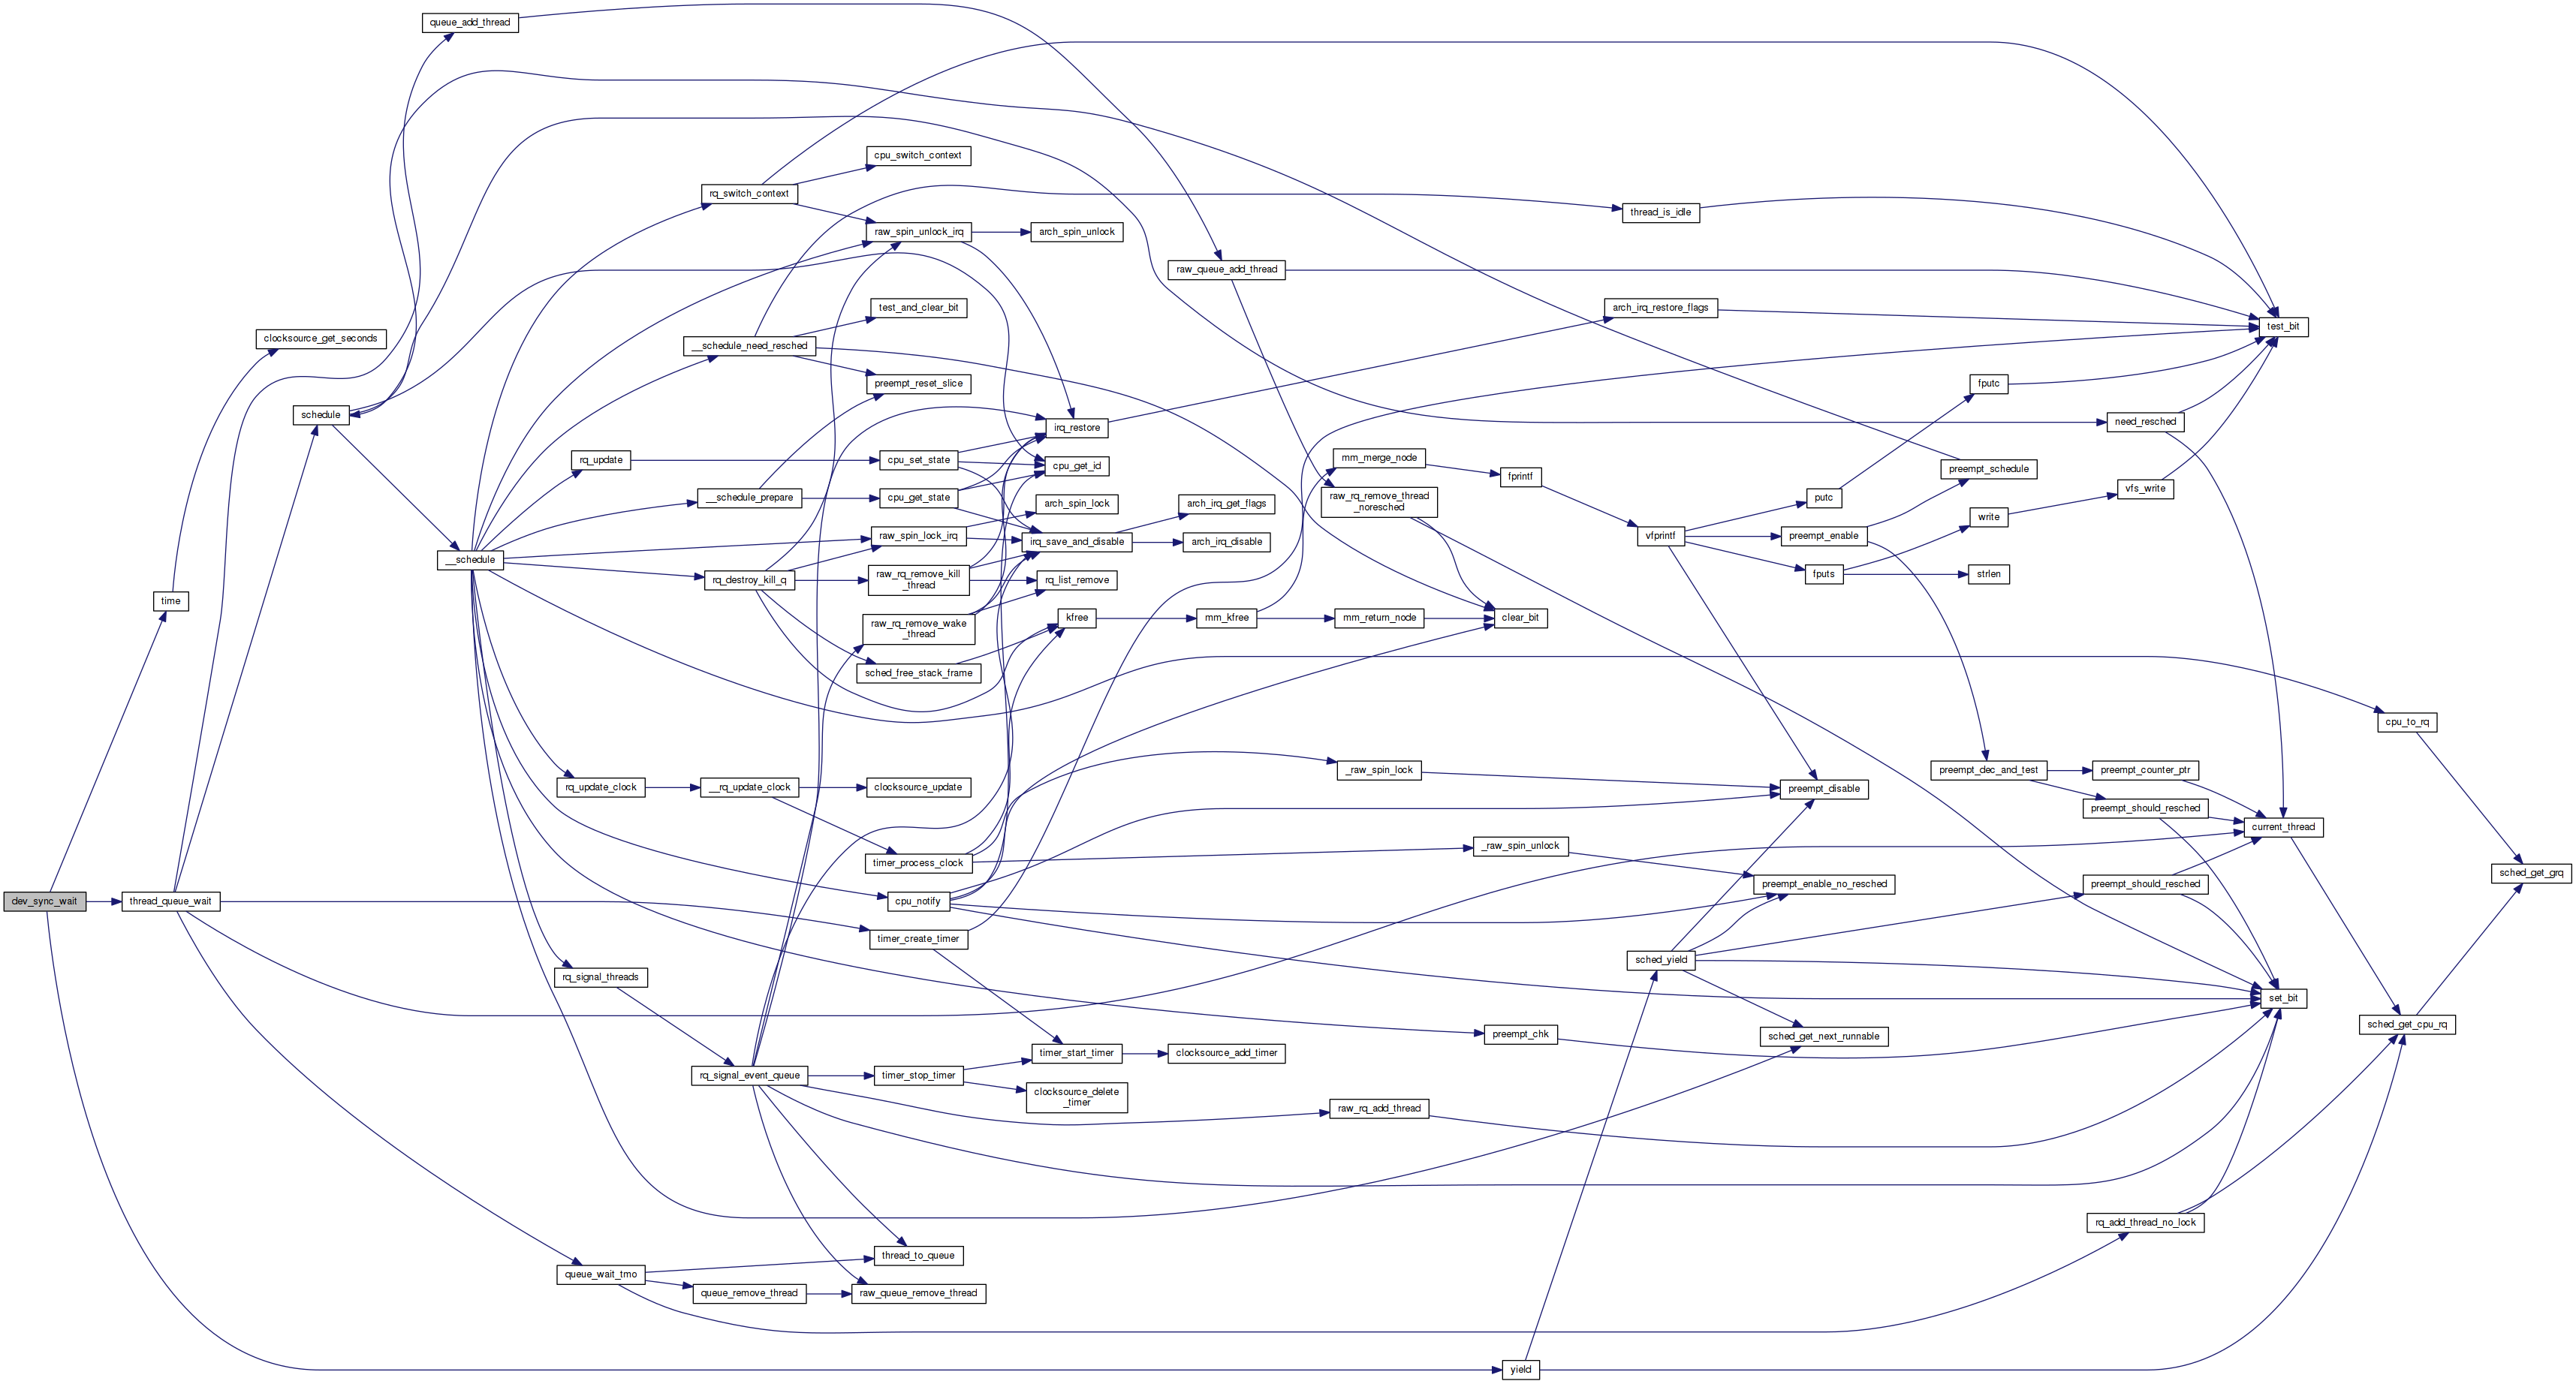 queue_add_thread
cpu_switch_context
rq_switch_context
thread_is_idle
raw_spin_unlock_irq
arch_spin_unlock
raw_queue_add_thread
test_and_clear_bit
arch_irq_restore_flags
test_bit
clocksource_get_seconds
__schedule_need_resched
preempt_reset_slice
fputc
schedule
need_resched
irq_restore
rq_update
cpu_set_state
cpu_get_id
mm_merge_node
preempt_schedule
fprintf
vfs_write
__schedule_prepare
cpu_get_state
arch_spin_lock
arch_irq_get_flags
raw_rq_remove_thread
_noresched
putc
write
raw_spin_lock_irq
irq_save_and_disable
arch_irq_disable
vfprintf
preempt_enable
__schedule
rq_destroy_kill_q
raw_rq_remove_kill
_thread
rq_list_remove
fputs
strlen
time
raw_rq_remove_wake
_thread
kfree
mm_kfree
mm_return_node
clear_bit
sched_free_stack_frame
cpu_to_rq
_raw_spin_lock
preempt_dec_and_test
preempt_counter_ptr
rq_update_clock
__rq_update_clock
clocksource_update
preempt_disable
preempt_should_resched
current_thread
timer_process_clock
_raw_spin_unlock
sched_get_grq
preempt_enable_no_resched
preempt_should_resched
dev_sync_wait
thread_queue_wait
cpu_notify
timer_create_timer
sched_yield
rq_signal_threads
set_bit
sched_get_cpu_rq
preempt_chk
sched_get_next_runnable
timer_start_timer
clocksource_add_timer
rq_signal_event_queue
timer_stop_timer
clocksource_delete
_timer
raw_rq_add_thread
rq_add_thread_no_lock
thread_to_queue
queue_wait_tmo
queue_remove_thread
raw_queue_remove_thread
yield